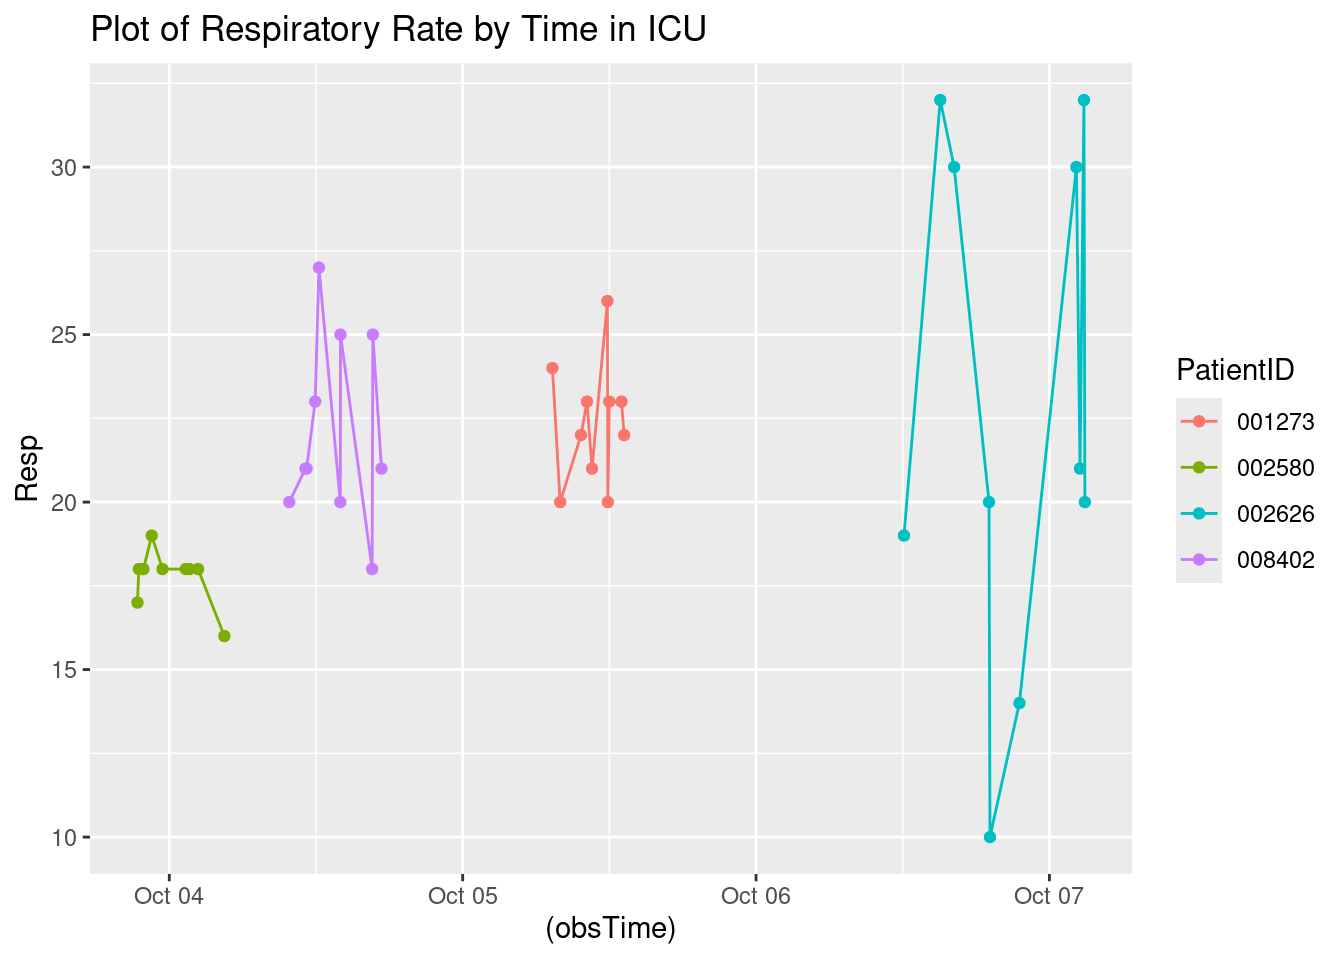 Plot of Respiratory Rate by Time in ICU
Resp
30
25
20
15
10
Oct 04
Oct 05
Oct 06
Oct 07
(obsTime)
PatientID
001273
002580
002626
008402